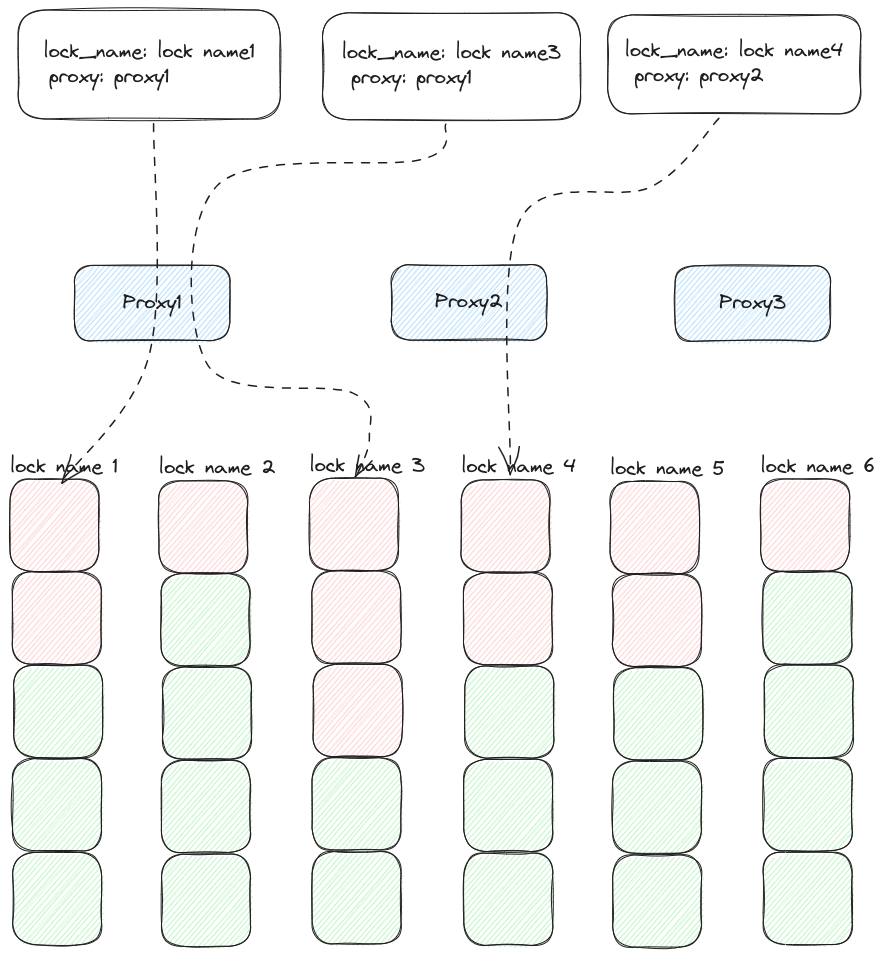 lock_name: lock name1
proxy: proxy1
lock_name: lock name3
proxy: proxy1
lock_name: lock name4
proxy: proxy2
Proxy1
Proxy2
Proxy3
lock name 1
lock name 2
lock name 3
lock name 4
lock name 5
lock name 6